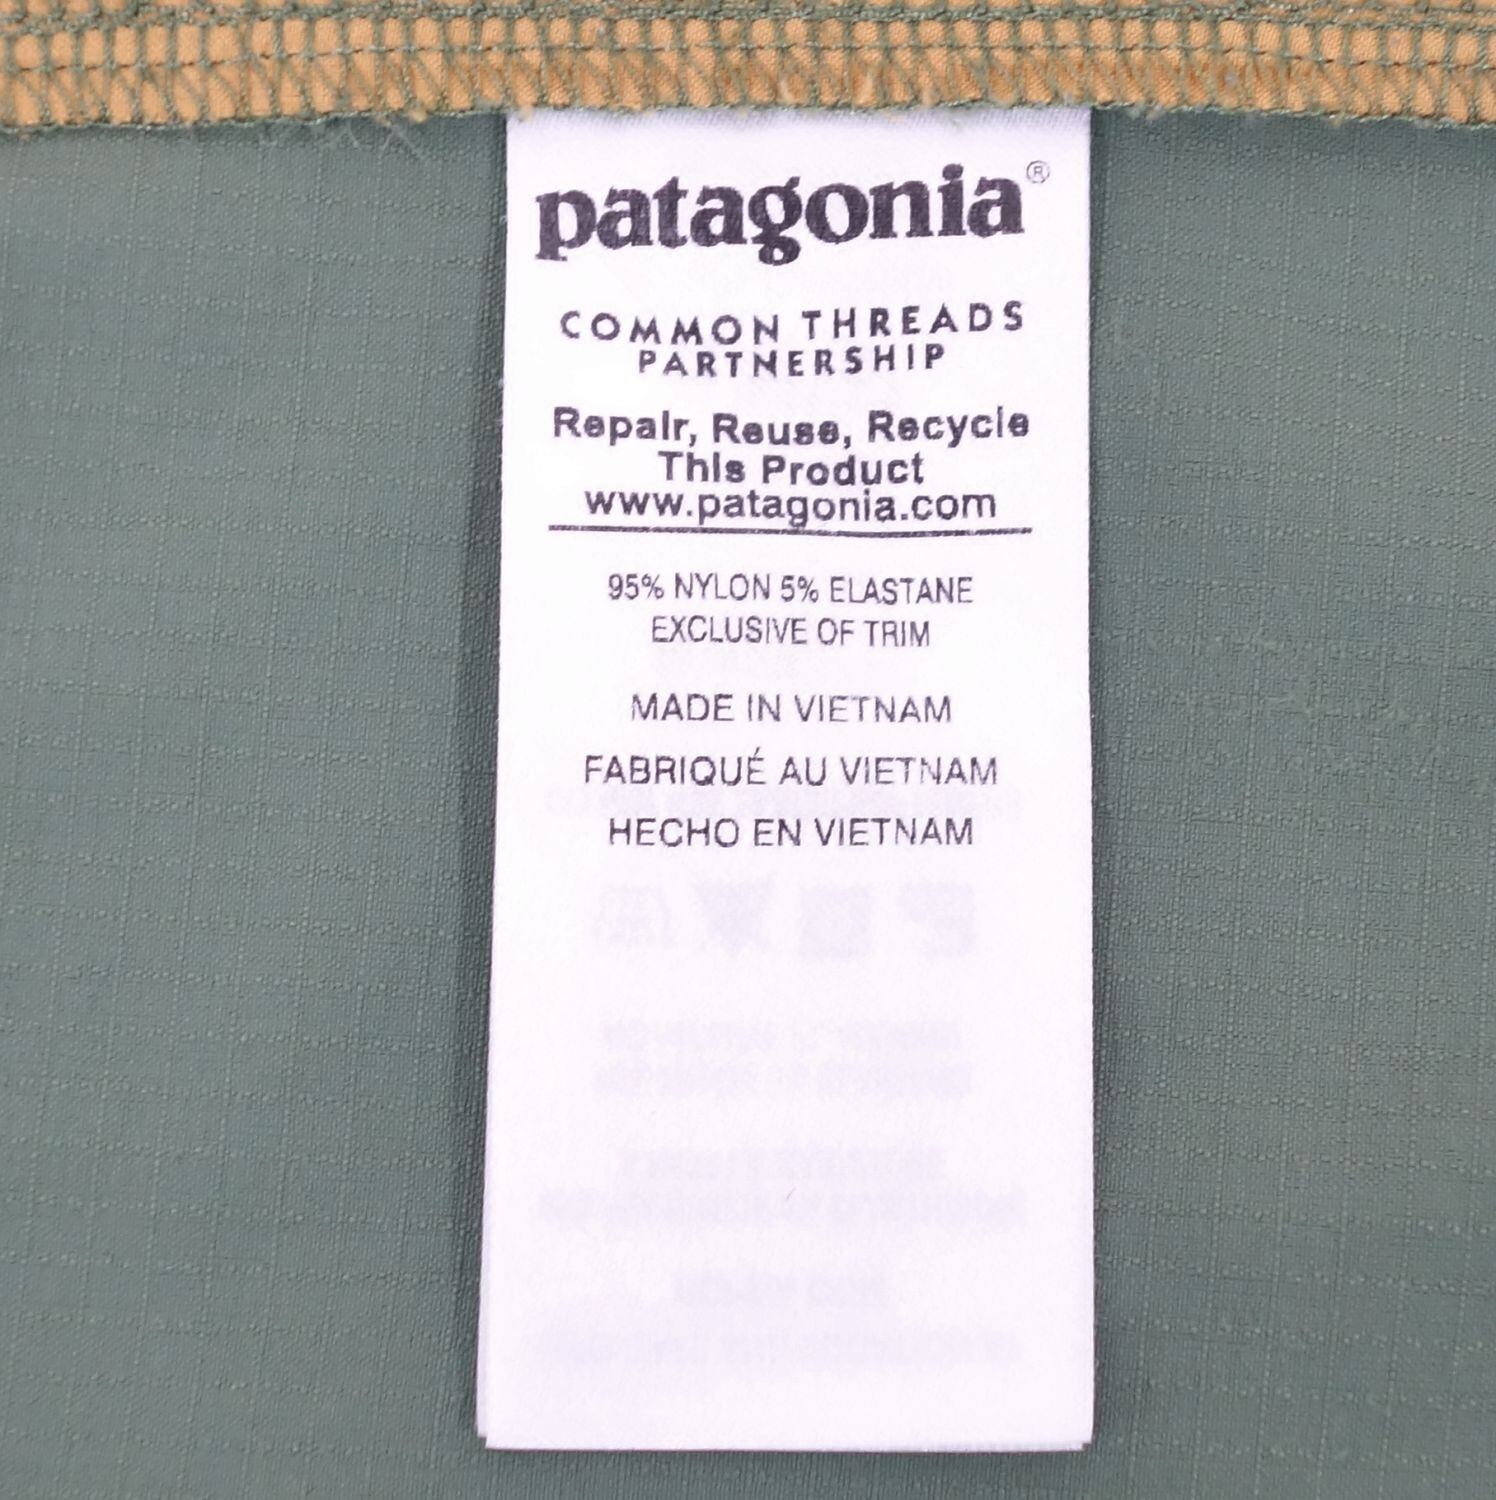 patagonia®
COMMON THREADS
PARTNERSHIP
Repair, Reuse, Recycle
This Product
www.patagonia.com
95% NYLON 5% ELASTANE
EXCLUSIVE OF TRIM
MADE IN VIETNAM
FABRIQUÉ AU VIETNAM
HECHO EN VIETNAM